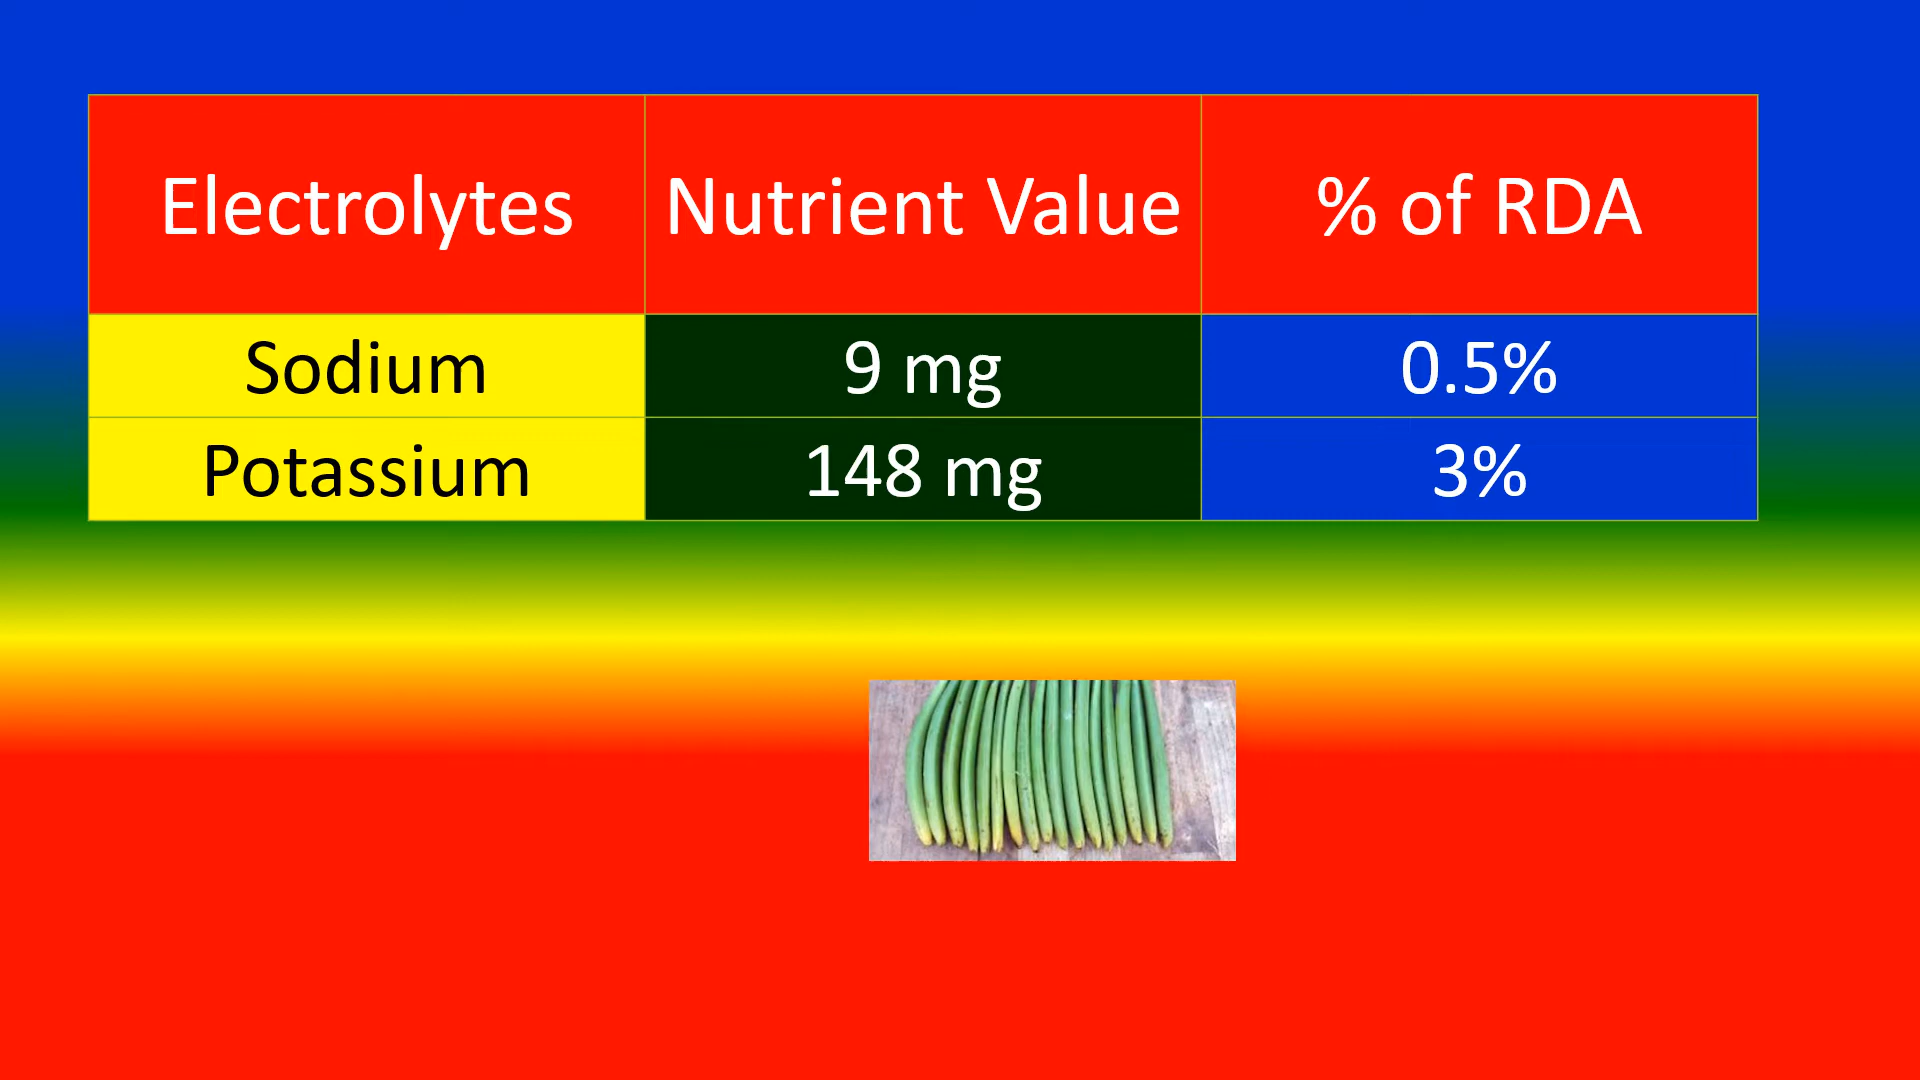 Electrolytes Nutrient Value % of RDA
Sodium 9 mg 0.5%
Potassium 148 mg 3%